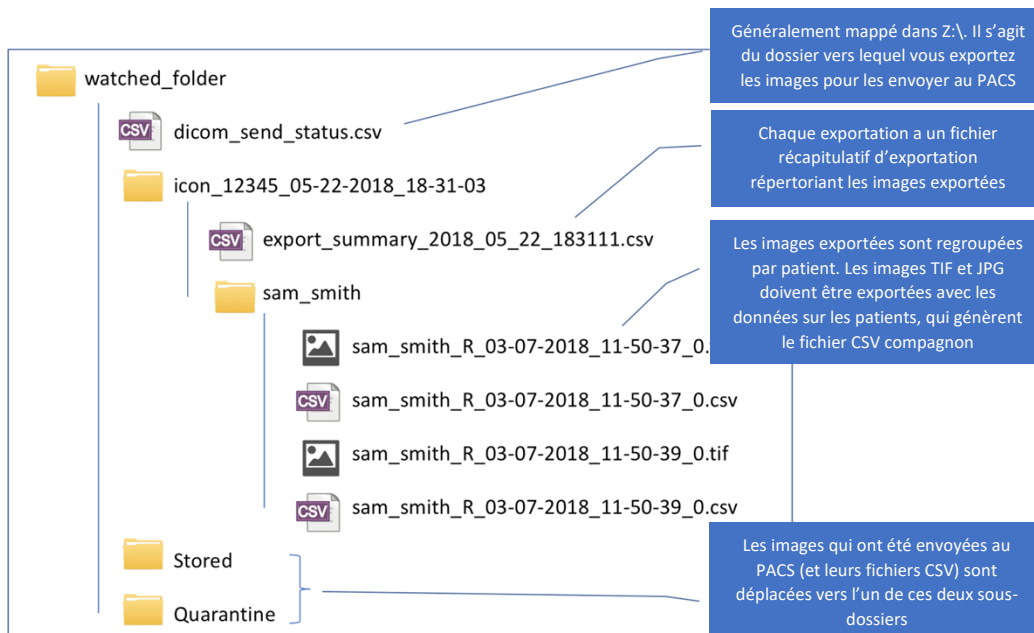 Généralement mappé dans Z:\. Il s’agit
du dossier vers lequel vous exportez
les images pour les envoyer au PACS
watched_folder
CSV
dicom_send_status.csv
Chaque exportation a un fichier
récapitulatif d’exportation
répertoriant les images exportées
icon_12345_05-22-2018_18-31-03
CSV
export_summary_2018_05_22_183111.csv
Les images exportées sont regroupées
par patient. Les images TIF et JPG
doivent être exportées avec les
données sur les patients, qui génèrent
le fichier CSV compagnon
sam_smith
sam_smith_R_03-07-2018_11-50-37_0.
CSV
sam_smith_R_03-07-2018_11-50-37_0.csv
sam_smith_R_03-07-2018_11-50-39_0.tif
CSV
sam_smith_R_03-07-2018_11-50-39_0.csv
Stored
Quarantine
Les images qui ont été envoyées au
PACS (et leurs fichiers CSV) sont
déplacées vers l’un de ces deux sous-
dossiers